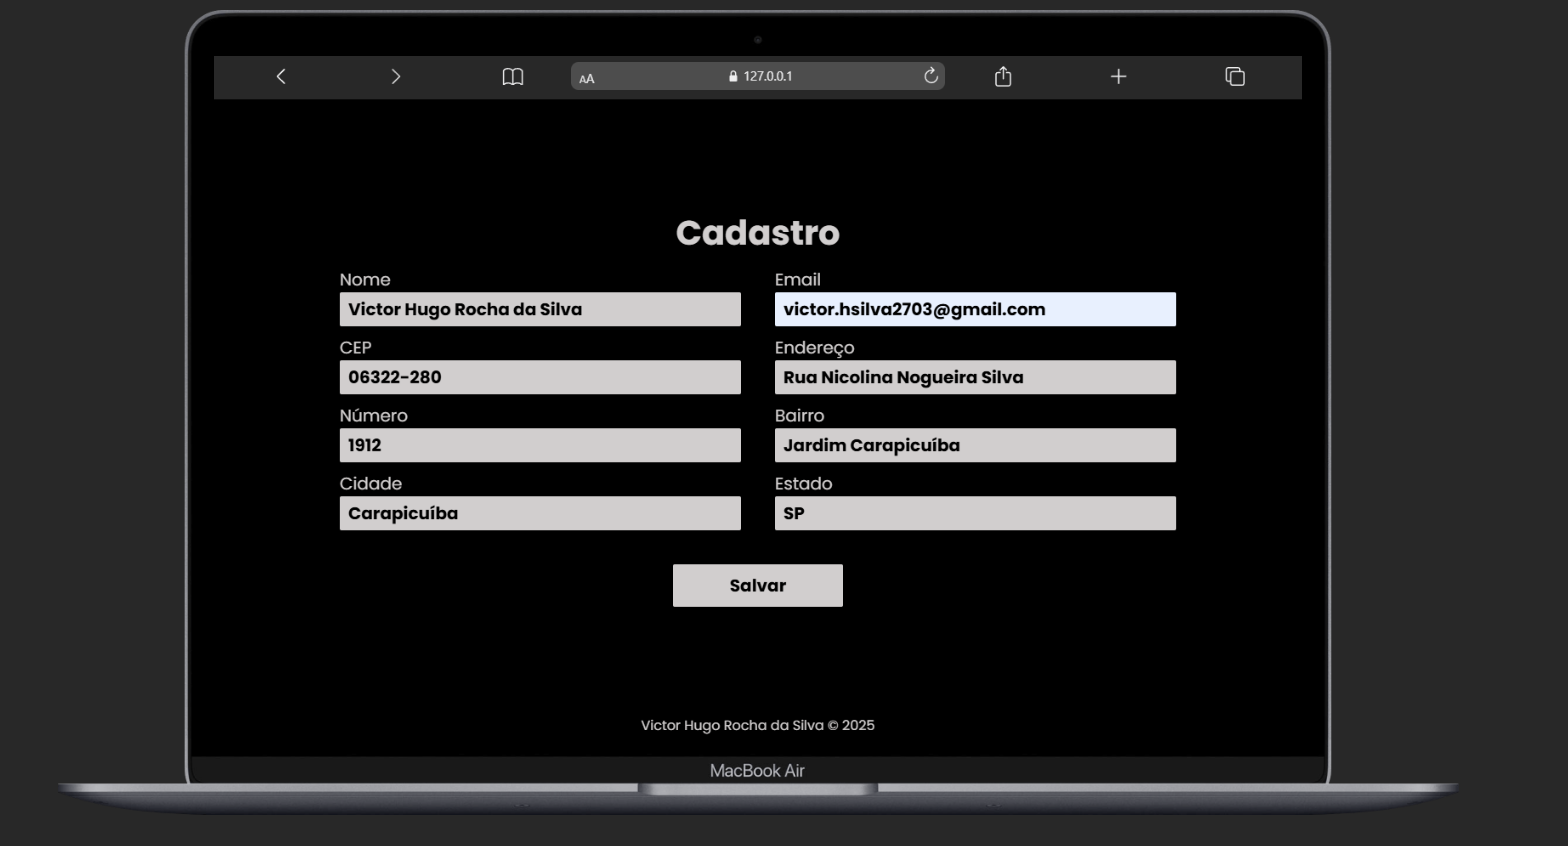 AA 127.0.0.1
Cadastro
Nome Email
Victor Hugo Rocha da Silva victor.hsilva2703@gmail.com
CEP Endereço
06322-280 Rua Nicolina Nogueira Silva
Número Bairro
1912 Jardim Carapicuíba
Cidade Estado
Carapicuíba SP
Salvar
Victor Hugo Rocha da Silva © 2025
MacBook Air